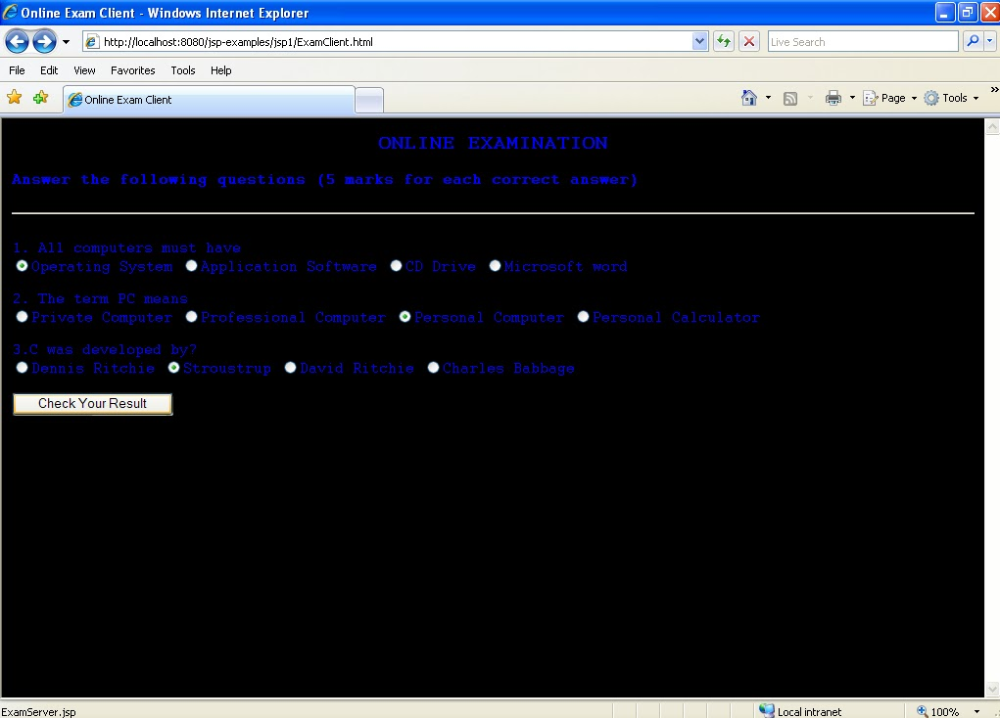 Online Exam Client - Windows Internet Explorer
http://localhost:8080/jsp-examples/jsp1/ExamClient.html
Live Search
File Edit View Favorites Tools Help
Online Exam Client
Page Tools »
ONLINE EXAMINATION
Answer the following questions (5 marks for each correct answer)
1. All computers must have
Operating System Application Software CD Drive Microsoft word
2. The term PC means
Private Computer Professional Computer Personal Computer Personal Calculator
3.C was developed by?
Dennis Ritchie Stroustrup David Ritchie Charles Babbage
Check Your Result
ExamServer.jsp Local intranet 100%